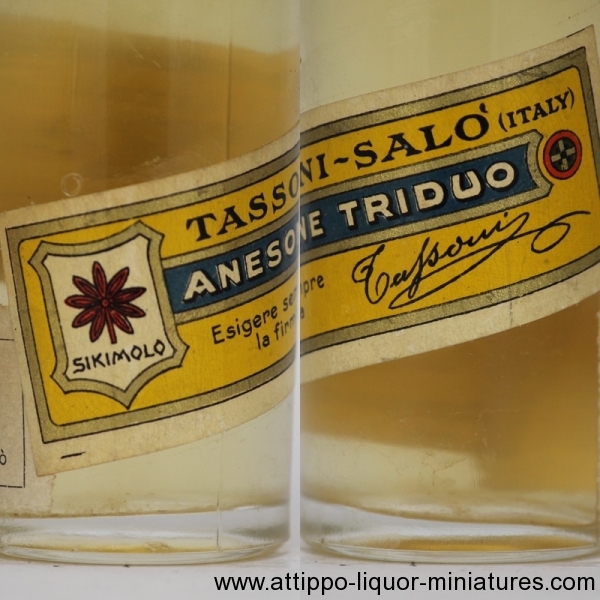 TASSONI~SALO' (ITALY)
ANESONE TRIDUO
SIKIMOLO
Esigere sempre
la firma
Tassoni
ò
www.attippo-liquor-miniatures.com